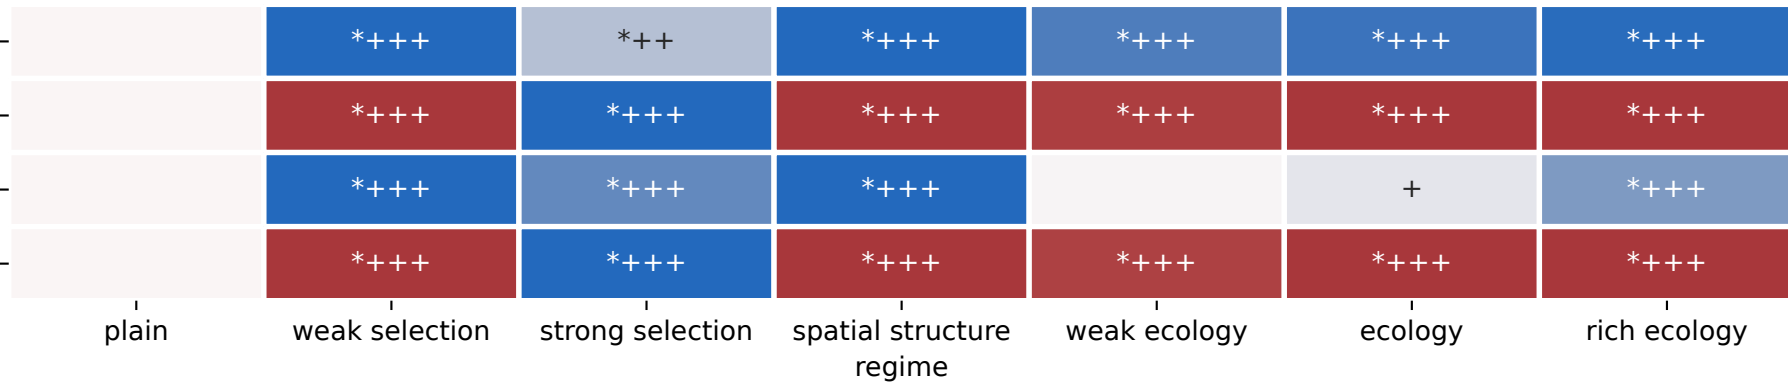 *+++ *++ *+++ *+++ *+++ *+++
*+++ *+++ *+++ *+++ *+++ *+++
*+++ *+++ *+++ + *+++
*+++ *+++ *+++ *+++ *+++ *+++
plain weak selection strong selection spatial structure weak ecology ecology rich ecology
regime